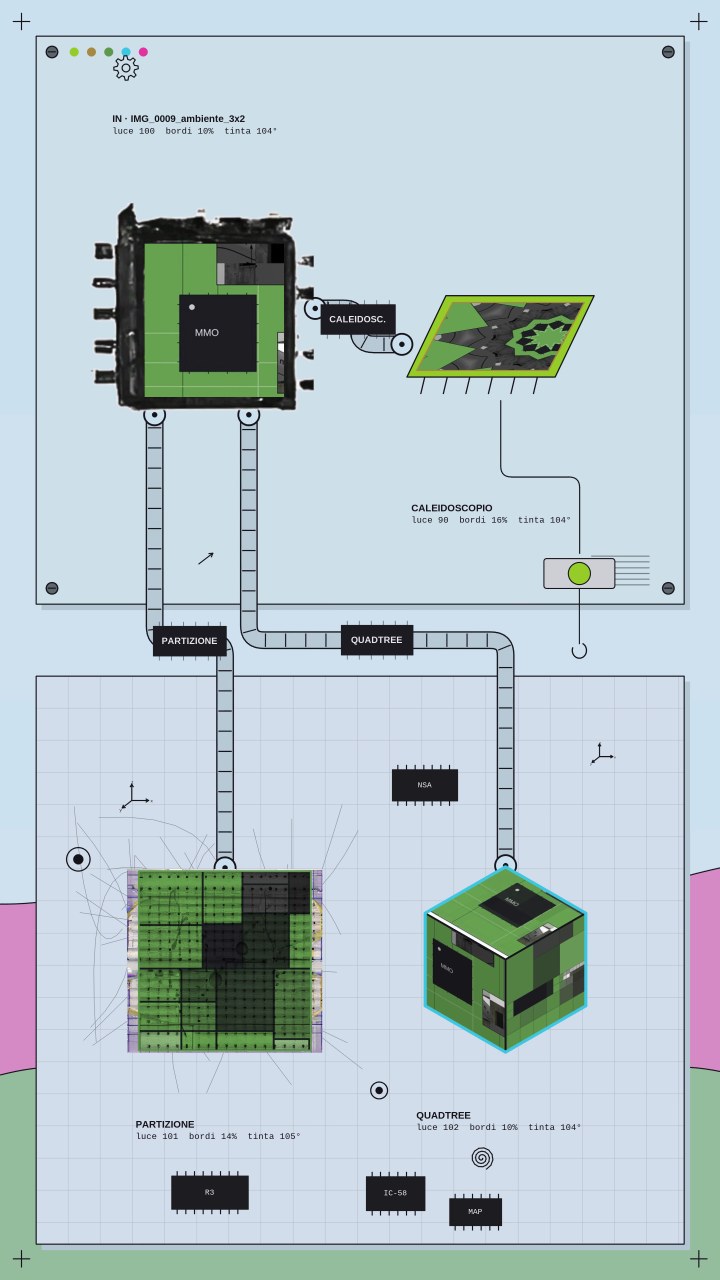 IN · IMG_0009_ambiente_3x2
luce 100  bordi 10%  tinta 104°
MMO
CALEIDOSC.
CALEIDOSCOPIO
luce 90  bordi 16%  tinta 104°
PARTIZIONE
QUADTREE
NSA
MMO
MMO
PARTIZIONE
luce 101  bordi 14%  tinta 105°
QUADTREE
luce 102  bordi 10%  tinta 104°
R3
IC-58
MAP